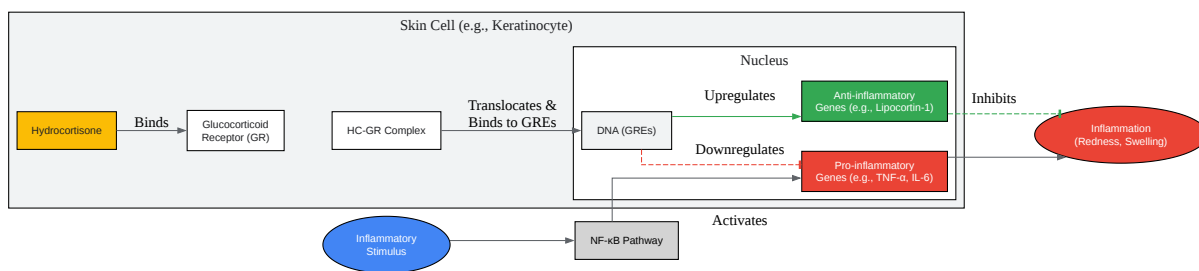 Skin Cell (e.g., Keratinocyte)
Nucleus
Hydrocortisone
Binds
Glucocorticoid
Receptor (GR)
HC-GR Complex
Translocates &
Binds to GREs
DNA (GREs)
Upregulates
Anti-inflammatory
Genes (e.g., Lipocortin-1)
Inhibits
Inflammation
(Redness, Swelling)
Downregulates
Pro-inflammatory
Genes (e.g., TNF-α, IL-6)
Activates
Inflammatory
Stimulus
NF-κB Pathway